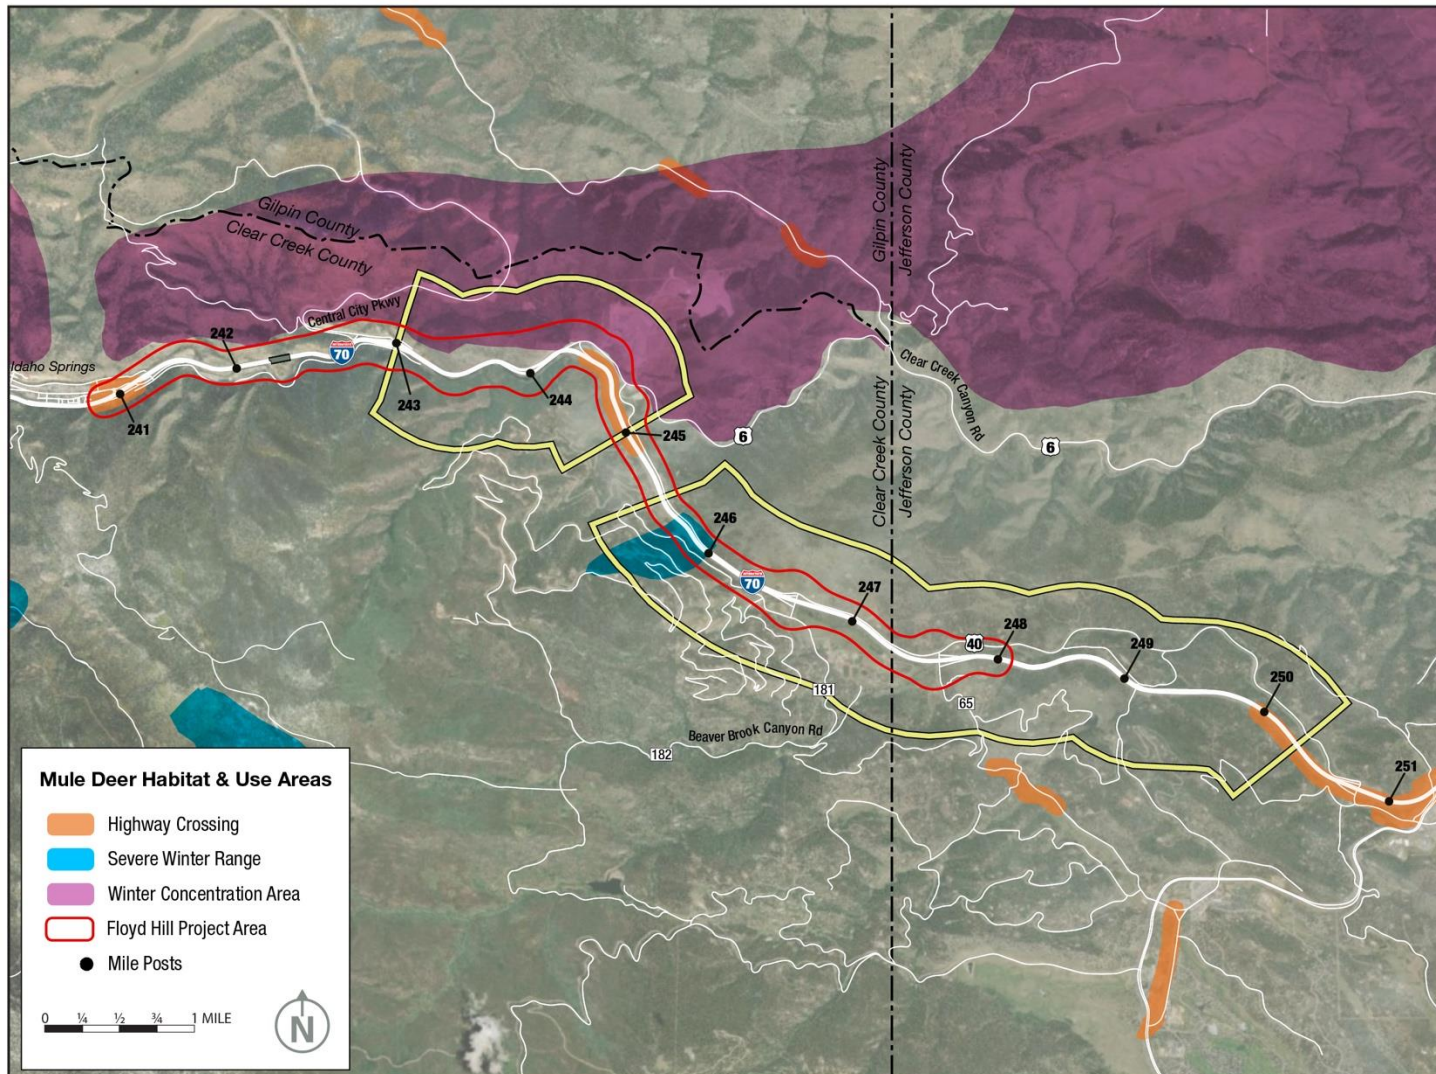 Gilpin County
Clear Creek County
Gilpin County
Jefferson County
Central City Pkwy
242
Idaho Springs
70
241
243
244
245
6
Clear Creek Canyon Rd
6
Clear Creek County
Jefferson County
246
70
247
40
248
249
250
181
65
Beaver Brook Canyon Rd
182
251
Mule Deer Habitat & Use Areas
Highway Crossing
Severe Winter Range
Winter Concentration Area
Floyd Hill Project Area
Mile Posts
0 ¼ ½ ¾ 1 MILE
N